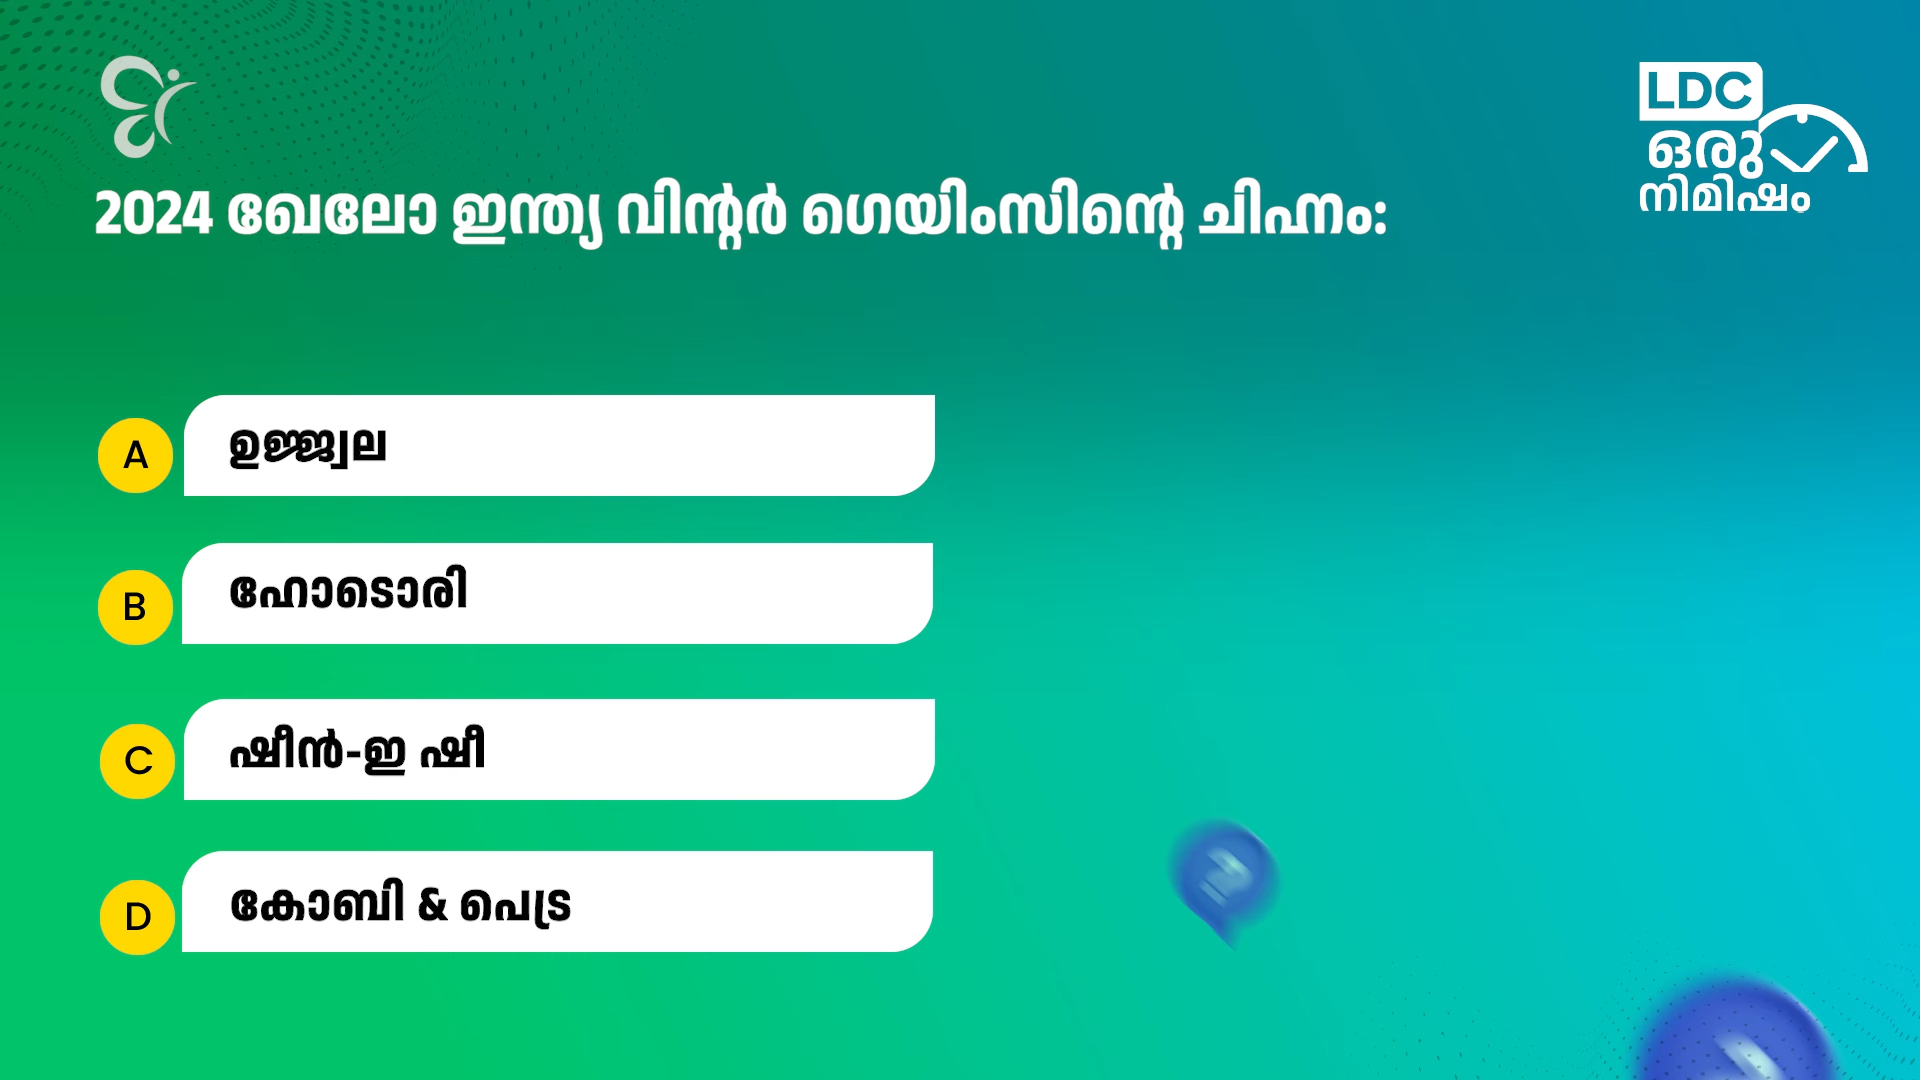 LDC
ഒരു
നിമിഷം
2024 ഖേലോ ഇന്ത്യ വിന്റർ ഗെയിംസിന്റെ ചിഹ്നം:
A ഉജ്ജ്വല
B ഹോടൊരി
C ഷീൻ-ഇ ഷീ
D കോബി & പെട്ര